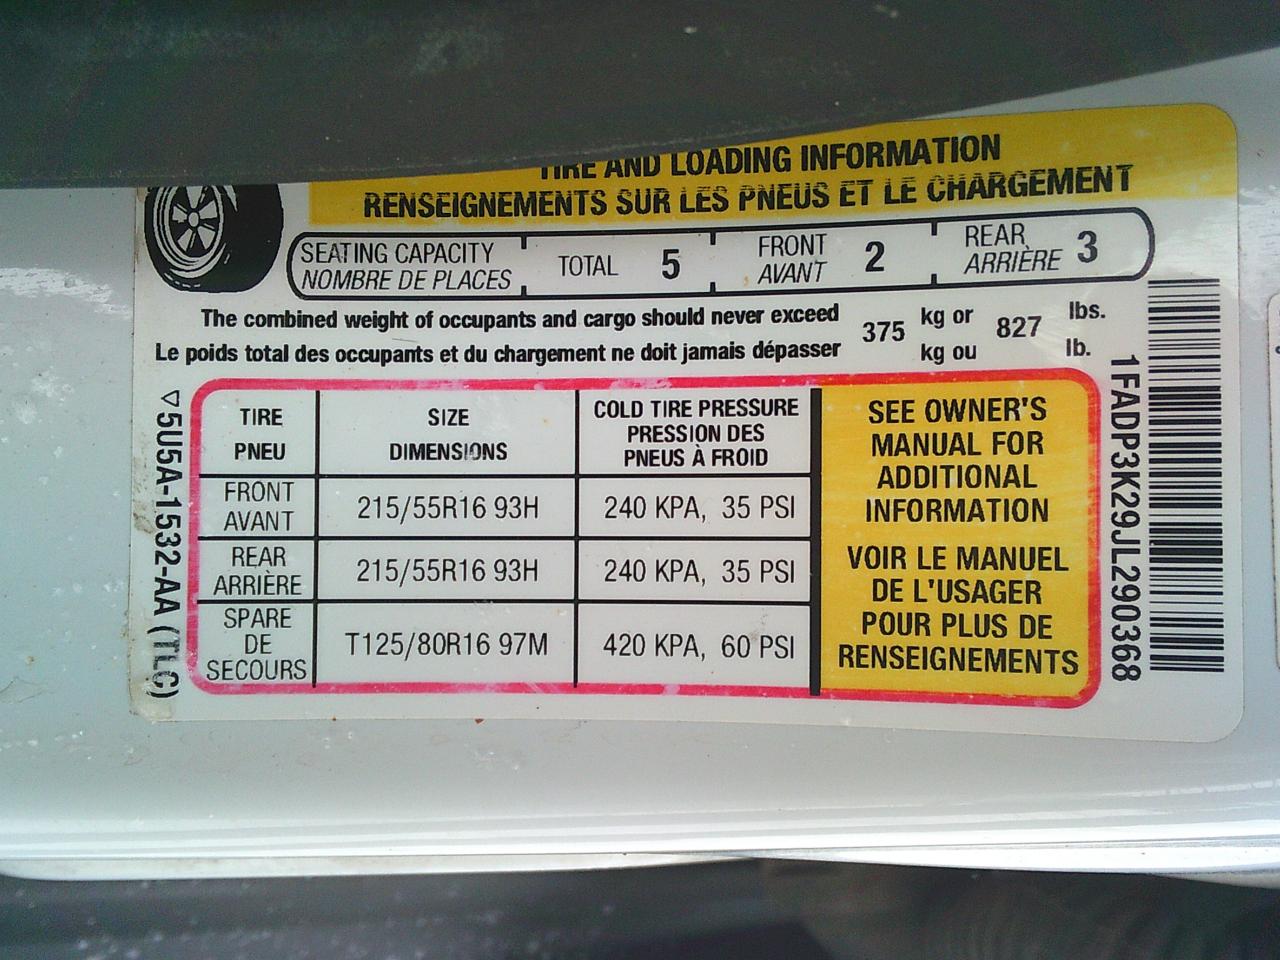 TIRE AND LOADING INFORMATION
RENSEIGNEMENTS SUR LES PNEUS ET LE CHARGEMENT
SEATING CAPACITY
NOMBRE DE PLACES
TOTAL 5
FRONT
AVANT
2
REAR
ARRIÈRE
3
The combined weight of occupants and cargo should never exceed
Le poids total des occupants et du chargement ne doit jamais dépasser
375
kg or
kg ou
827
lbs.
lb.
TIRE
PNEU
SIZE
DIMENSIONS
COLD TIRE PRESSURE
PRESSION DES
PNEUS À FROID
FRONT
AVANT
215/55R16 93H
240 KPA, 35 PSI
REAR
ARRIÈRE
215/55R16 93H
240 KPA, 35 PSI
SPARE
DE
SECOURS
T125/80R16 97M
420 KPA, 60 PSI
SEE OWNER'S
MANUAL FOR
ADDITIONAL
INFORMATION
VOIR LE MANUEL
DE L'USAGER
POUR PLUS DE
RENSEIGNEMENTS
▽5U5A-1532-AA (TLC)
1FADP3K29JL290368